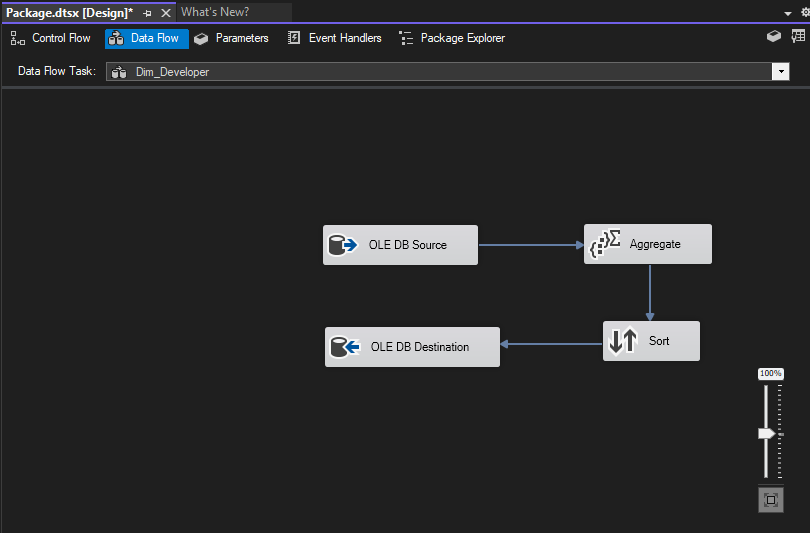 Package.dtsx [Design]*
What's New?
Control Flow
Data Flow
Parameters
Event Handlers
Package Explorer
Data Flow Task:
Dim_Developer
OLE DB Source
Aggregate
OLE DB Destination
Sort
100%